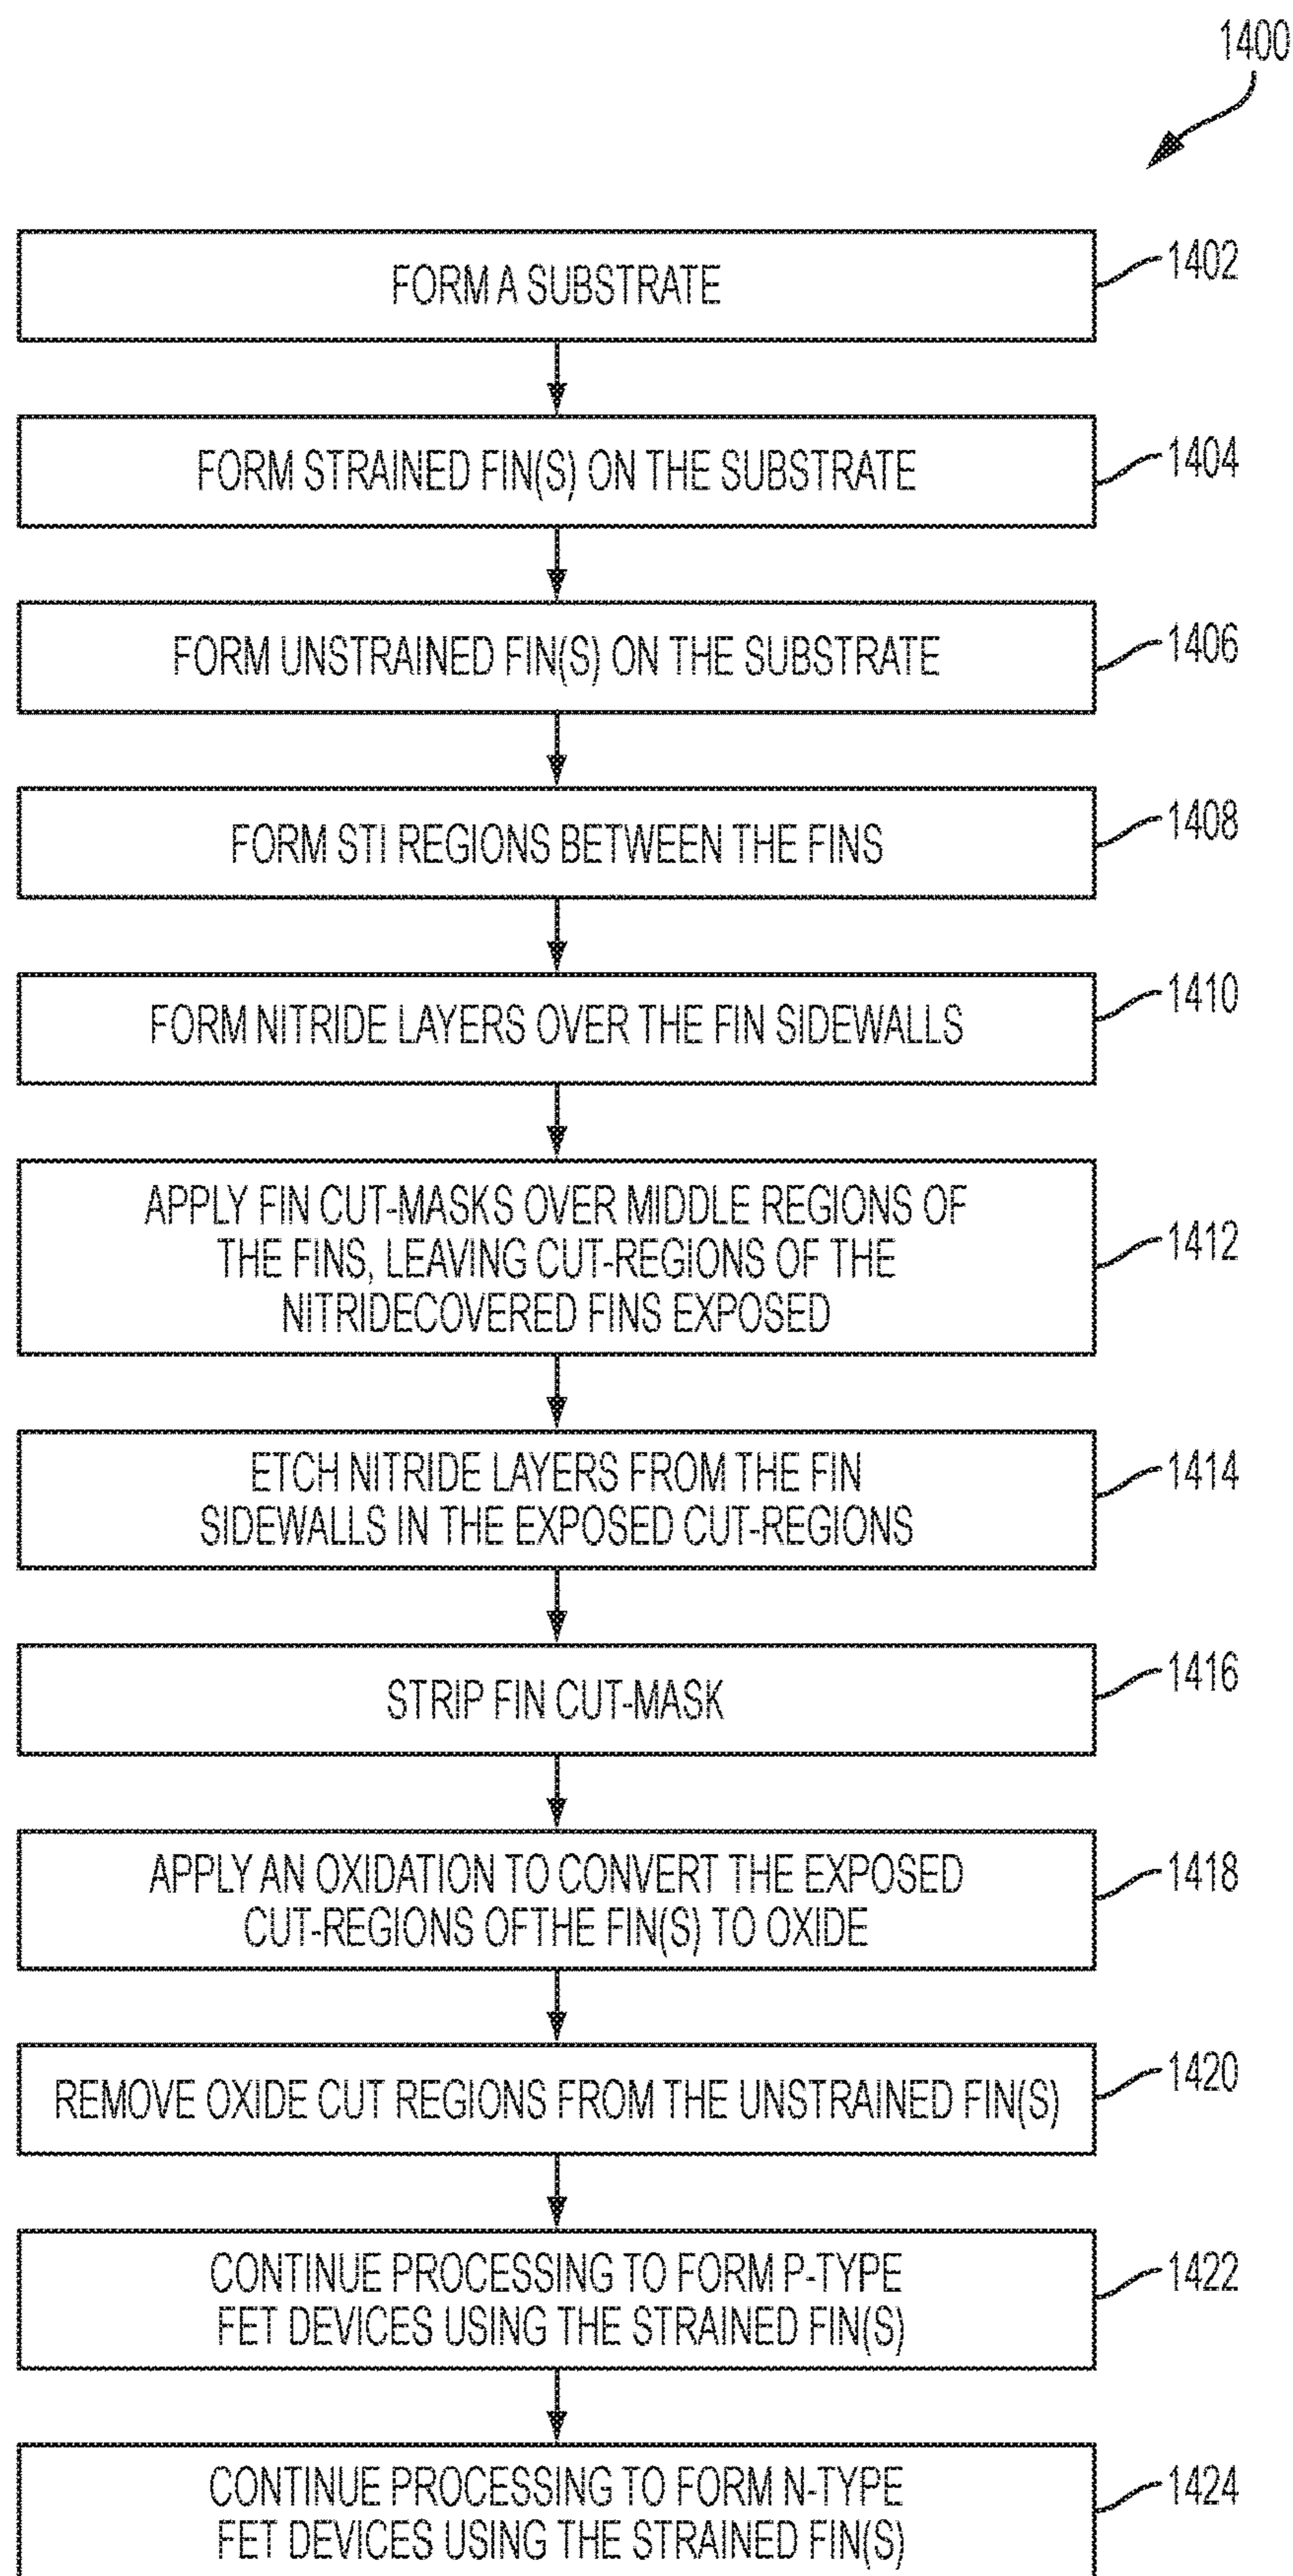 1400
FORM A SUBSTRATE
1402
FORM STRAINED FIN(S) ON THE SUBSTRATE
1404
FORM UNSTRAINED FIN(S) ON THE SUBSTRATE
1406
FORM STI REGIONS BETWEEN THE FINS
1408
FORM NITRIDE LAYERS OVER THE FIN SIDEWALLS
1410
APPLY FIN CUT-MASKS OVER MIDDLE REGIONS OF
THE FINS, LEAVING CUT-REGIONS OF THE
NITRIDECOVERED FINS EXPOSED
1412
ETCH NITRIDE LAYERS FROM THE FIN
SIDEWALLS IN THE EXPOSED CUT-REGIONS
1414
STRIP FIN CUT-MASK
1416
APPLY AN OXIDATION TO CONVERT THE EXPOSED
CUT-REGIONS OFTHE FIN(S) TO OXIDE
1418
REMOVE OXIDE CUT REGIONS FROM THE UNSTRAINED FIN(S)
1420
CONTINUE PROCESSING TO FORM P-TYPE
FET DEVICES USING THE STRAINED FIN(S)
1422
CONTINUE PROCESSING TO FORM N-TYPE
FET DEVICES USING THE STRAINED FIN(S)
1424